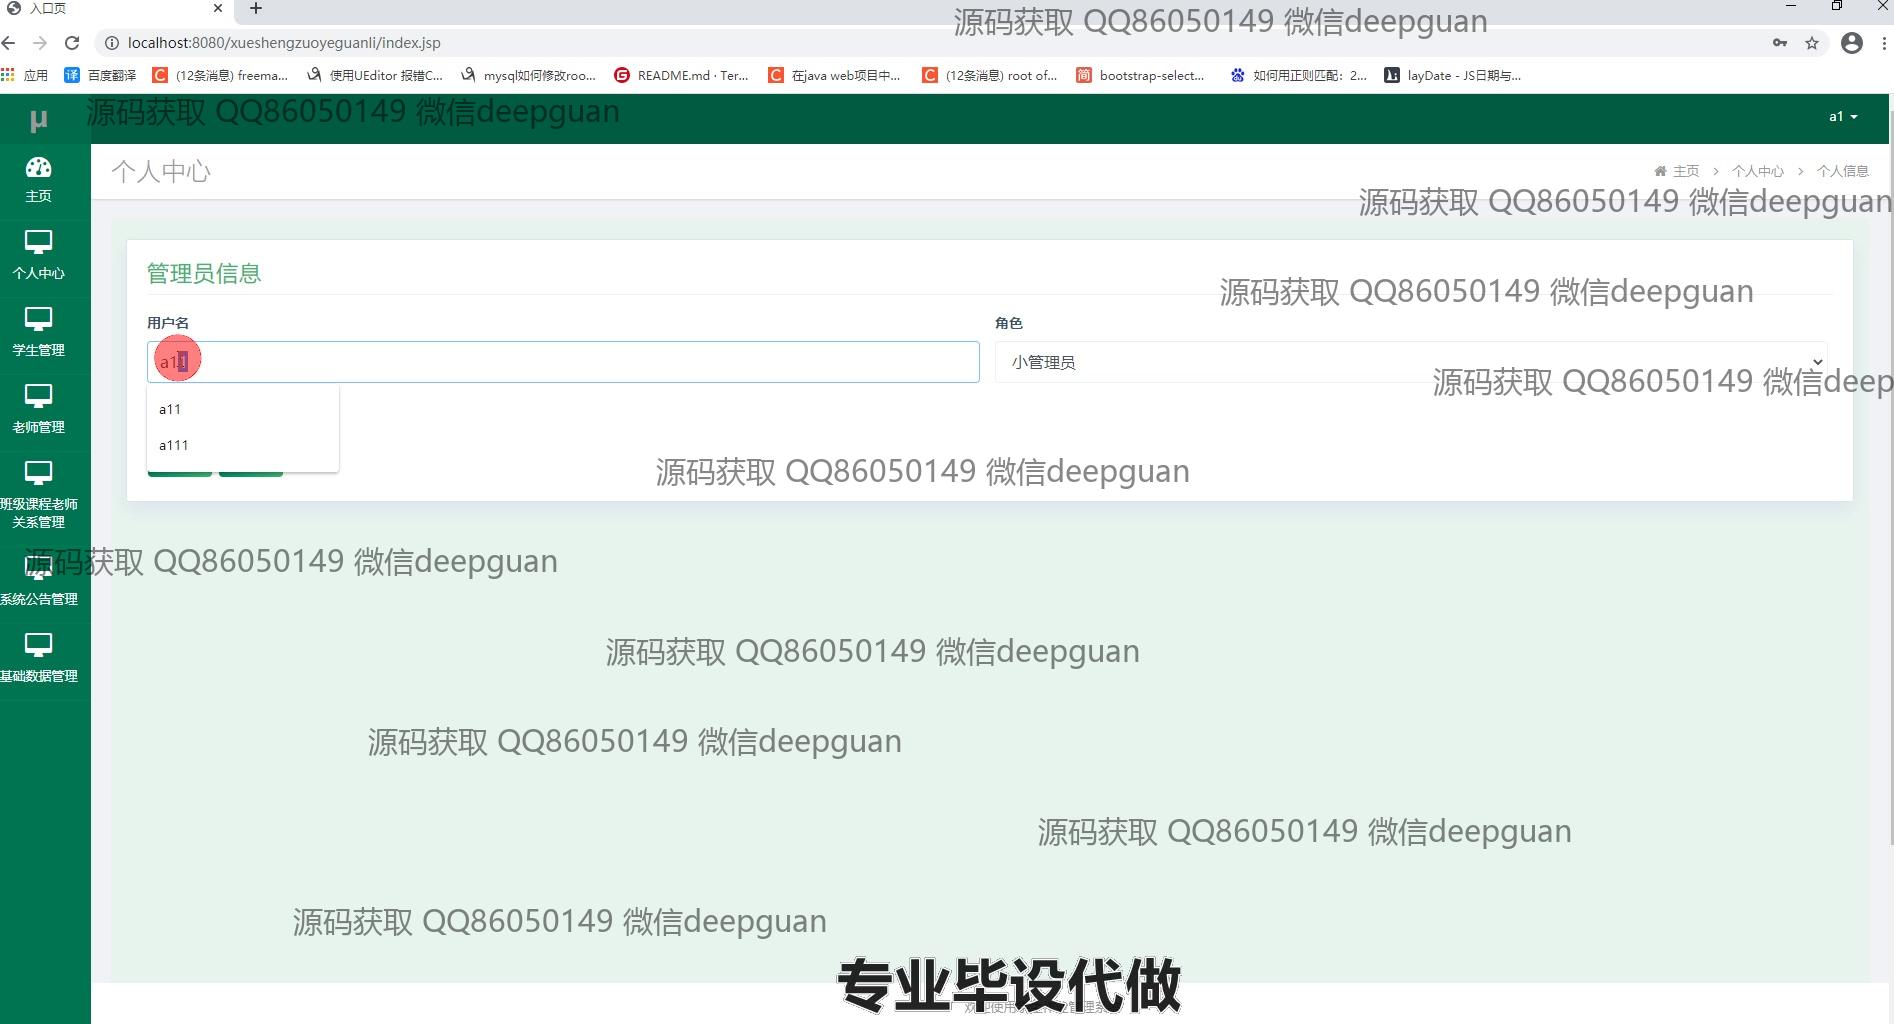 入口页
源码获取 QQ86050149 微信deepguan
localhost:8080/xueshengzuoyeguanli/index.jsp
应用
百度翻译
(12条消息) freema...
使用UEditor 报错C...
mysql如何修改roo...
README.md · Ter...
在java web项目中...
(12条消息) root of...
bootstrap-select...
如何用正则匹配：2...
layDate - JS日期与...
μ
源码获取 QQ86050149 微信deepguan
a1
主页
个人中心
主页 > 个人中心 > 个人信息
源码获取 QQ86050149 微信deepguan
个人中心
管理员信息
源码获取 QQ86050149 微信deepguan
用户名
角色
学生管理
a11
小管理员
源码获取 QQ86050149 微信deep
a11
老师管理
a111
源码获取 QQ86050149 微信deepguan
班级课程老师
关系管理
源码获取 QQ86050149 微信deepguan
系统公告管理
源码获取 QQ86050149 微信deepguan
基础数据管理
源码获取 QQ86050149 微信deepguan
源码获取 QQ86050149 微信deepguan
源码获取 QQ86050149 微信deepguan
专业毕设代做